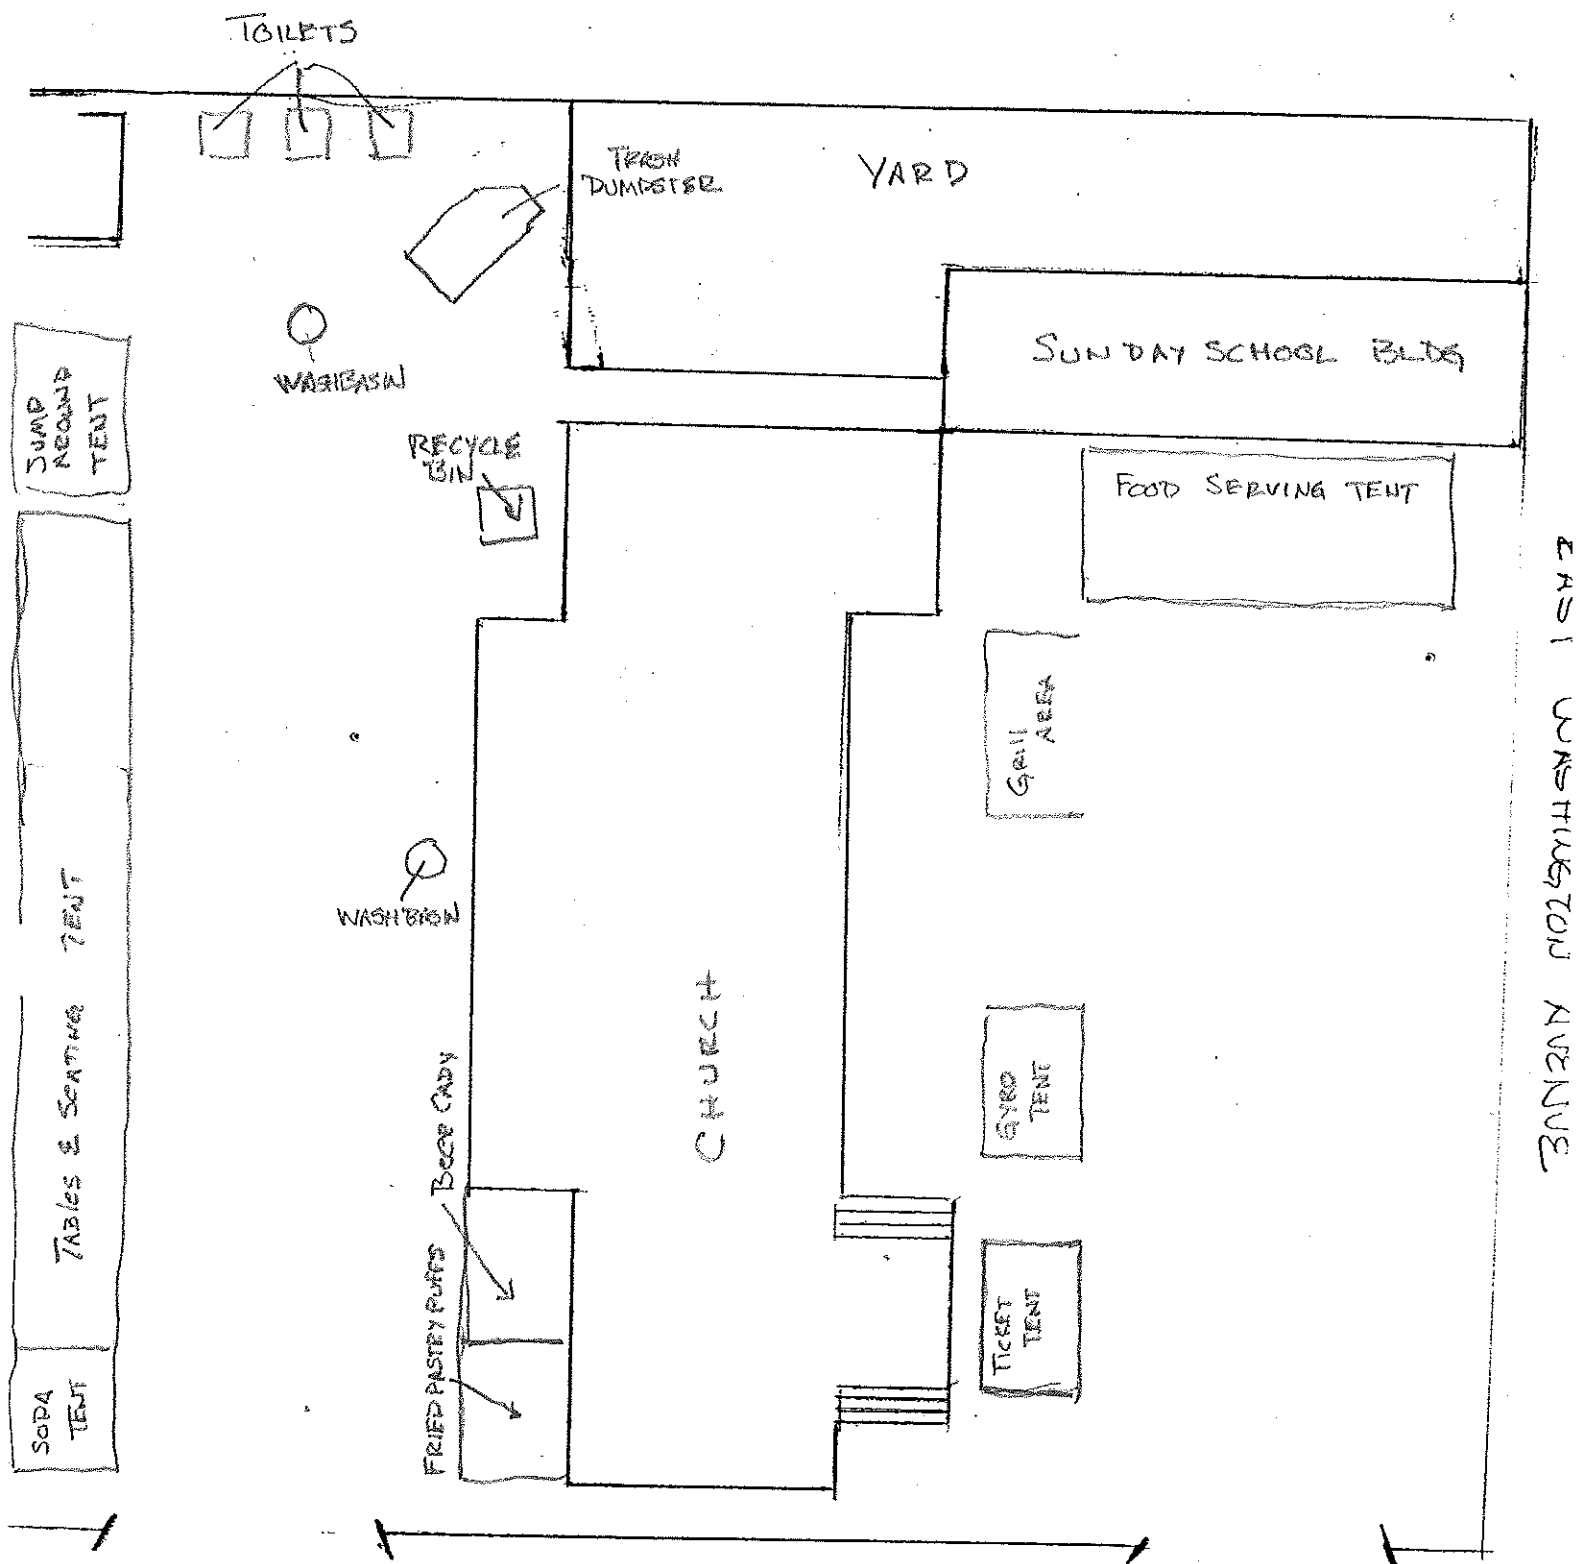 TOILETS
TRASH
DUMPSTER
YARD
WASHBASIN
SUNDAY SCHOOL BLDG
JUMP
AROUND
TENT
RECYCLE
BIN
FOOD SERVING TENT
GRill
AREA
WASHBASIN
TABles & SEATING TENT
CHURCH
BEER CADY
GYRO
TENT
FRIED PASTEY PUFFS
TICKET
TENT
SODA
TENT
EAST WASHINGTON AVENUE